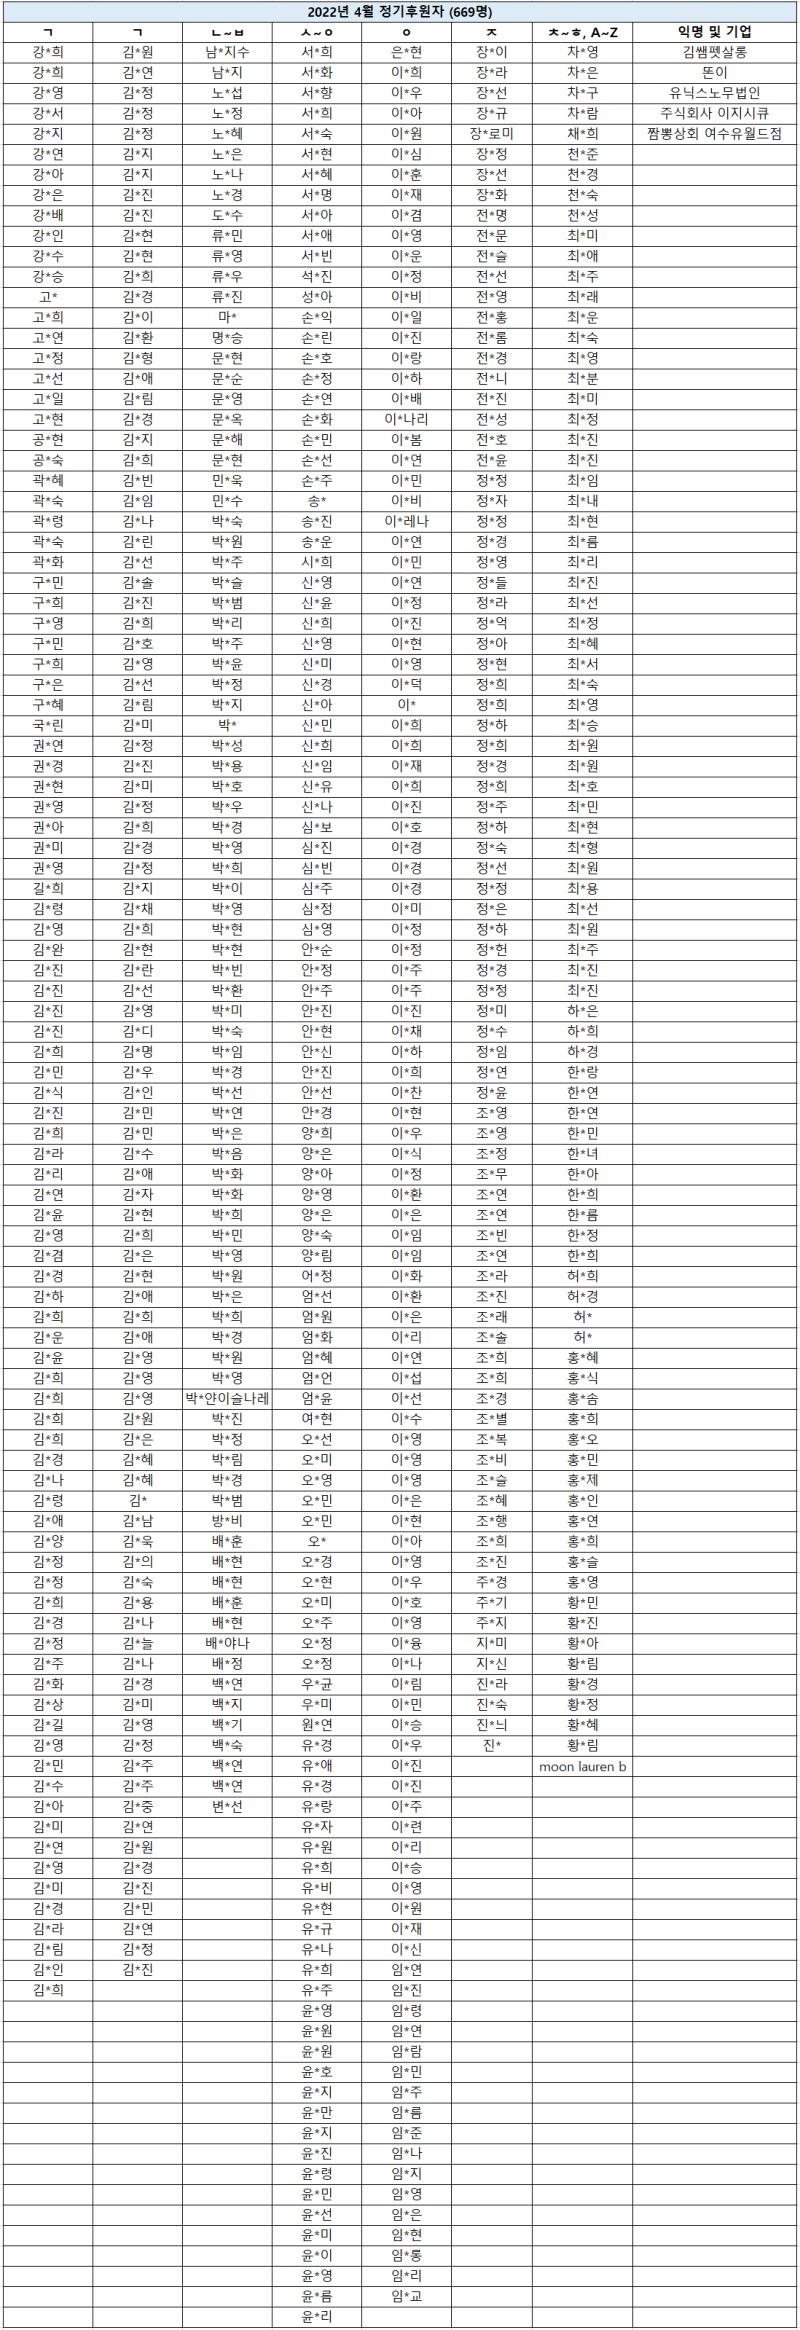 2022년 4월 정기후원자 (669명)
ㄱ ㄱ ㄴ~ㅂ ㅅ~ㅇ ㅇ ㅈ ㅊ~ㅎ, A~Z 익명 및 기업
강*희 김*원 남*지수 서*희 은*현 장*이 차*영 김쌤펫살롱
강*희 김*연 남*지 서*화 이*희 장*라 차*은 똔이
강*영 김*정 노*섭 서*향 이*우 장*선 차*구 유닉스노무법인
강*서 김*정 노*정 서*희 이*아 장*규 차*람 주식회사 이지시큐
강*지 김*정 노*혜 서*숙 이*원 장*로미 채*희 짬뽕상회 여수유월드점
강*연 김*지 노*은 서*현 이*심 장*정 천*준
강*아 김*지 노*나 서*혜 이*훈 장*선 천*경
강*은 김*진 노*경 서*명 이*재 장*화 천*숙
강*배 김*진 도*수 서*아 이*겸 전*명 천*성
강*인 김*현 류*민 서*애 이*영 전*문 최*미
강*수 김*현 류*영 서*빈 이*운 전*슬 최*애
강*승 김*희 류*우 석*진 이*정 전*선 최*주
고* 김*경 류*진 성*아 이*비 전*영 최*래
고*희 김*이 마* 손*익 이*일 전*홍 최*운
고*연 김*환 명*승 손*린 이*진 전*롬 최*숙
고*정 김*형 문*현 손*호 이*랑 전*경 최*영
고*선 김*애 문*순 손*정 이*하 전*니 최*분
고*일 김*림 문*영 손*연 이*배 전*진 최*미
고*현 김*경 문*옥 손*화 이*나리 전*성 최*정
공*현 김*지 문*해 손*민 이*봄 전*호 최*진
공*숙 김*희 문*현 손*선 이*연 전*윤 최*진
곽*혜 김*빈 민*욱 손*주 이*민 정*정 최*임
곽*숙 김*임 민*수 송* 이*비 정*자 최*내
곽*령 김*나 박*숙 송*진 이*레나 정*정 최*현
곽*숙 김*린 박*원 송*운 이*연 정*경 최*름
곽*화 김*선 박*주 시*희 이*민 정*영 최*리
구*민 김*솔 박*슬 신*영 이*연 정*들 최*진
구*희 김*진 박*범 신*윤 이*정 정*라 최*선
구*영 김*희 박*리 신*희 이*진 정*억 최*정
구*민 김*호 박*주 신*영 이*현 정*아 최*혜
구*희 김*영 박*윤 신*미 이*영 정*현 최*서
구*은 김*선 박*정 신*경 이*덕 정*희 최*숙
구*혜 김*림 박*지 신*아 이* 정*희 최*영
국*린 김*미 박* 신*민 이*희 정*하 최*승
권*연 김*정 박*성 신*희 이*희 정*희 최*원
권*경 김*진 박*용 신*임 이*재 정*경 최*원
권*현 김*미 박*호 신*유 이*희 정*희 최*호
권*영 김*정 박*우 신*나 이*진 정*주 최*민
권*아 김*희 박*경 심*보 이*호 정*하 최*현
권*미 김*경 박*영 심*진 이*경 정*숙 최*형
권*영 김*정 박*희 심*빈 이*경 정*선 최*원
길*희 김*지 박*이 심*주 이*경 정*정 최*용
김*령 김*채 박*영 심*정 이*미 정*은 최*선
김*영 김*희 박*현 심*영 이*정 정*하 최*원
김*완 김*현 박*현 안*순 이*정 정*헌 최*주
김*진 김*란 박*빈 안*정 이*주 정*경 최*진
김*진 김*선 박*환 안*주 이*주 정*정 최*진
김*진 김*영 박*미 안*진 이*진 정*미 하*은
김*진 김*디 박*숙 안*현 이*채 정*수 하*희
김*희 김*명 박*임 안*신 이*하 정*임 하*경
김*민 김*우 박*경 안*진 이*희 정*연 한*랑
김*식 김*인 박*선 안*선 이*찬 정*윤 한*연
김*진 김*민 박*연 안*경 이*현 조*영 한*연
김*희 김*민 박*은 양*희 이*우 조*영 한*민
김*라 김*수 박*음 양*은 이*식 조*정 한*녀
김*리 김*애 박*화 양*아 이*정 조*무 한*아
김*연 김*자 박*화 양*영 이*환 조*연 한*희
김*윤 김*현 박*희 양*은 이*은 조*연 한*름
김*영 김*희 박*민 양*숙 이*임 조*빈 한*정
김*겸 김*은 박*영 양*림 이*임 조*연 한*희
김*경 김*현 박*원 어*정 이*화 조*라 허*희
김*하 김*애 박*은 엄*선 이*환 조*진 허*경
김*희 김*희 박*희 엄*원 이*은 조*래 허*
김*운 김*애 박*경 엄*화 이*리 조*솔 허*
김*윤 김*영 박*원 엄*혜 이*연 조*희 홍*혜
김*희 김*영 박*영 엄*언 이*섭 조*희 홍*식
김*희 김*영 박*얀이슬나레 엄*윤 이*선 조*경 홍*솜
김*희 김*원 박*진 여*현 이*수 조*별 홍*희
김*희 김*은 박*정 오*선 이*영 조*복 홍*오
김*경 김*혜 박*림 오*미 이*영 조*비 홍*민
김*나 김*혜 박*경 오*영 이*영 조*슬 홍*제
김*령 김* 박*범 오*민 이*은 조*혜 홍*인
김*애 김*남 방*비 오*민 이*현 조*행 홍*연
김*양 김*욱 배*훈 오* 이*아 조*희 홍*희
김*정 김*의 배*현 오*경 이*영 조*진 홍*슬
김*정 김*숙 배*현 오*현 이*우 주*경 홍*영
김*희 김*용 배*훈 오*미 이*호 주*기 황*민
김*경 김*나 배*현 오*주 이*영 주*지 황*진
김*정 김*늘 배*야나 오*정 이*융 지*미 황*아
김*주 김*나 배*정 오*정 이*나 지*신 황*림
김*화 김*경 백*연 우*균 이*림 진*라 황*경
김*상 김*미 백*지 우*미 이*민 진*숙 황*정
김*길 김*영 백*기 원*연 이*승 진*늬 황*혜
김*영 김*정 백*숙 유*경 이*우 진* 황*림
김*민 김*주 백*연 유*애 이*진 moon lauren b
김*수 김*주 백*연 유*경 이*진
김*아 김*중 변*선 유*랑 이*주
김*미 김*연 유*자 이*련
김*연 김*원 유*원 이*리
김*영 김*경 유*희 이*승
김*미 김*진 유*비 이*영
김*경 김*민 유*현 이*원
김*라 김*연 유*규 이*재
김*림 김*정 유*나 이*신
김*인 김*진 유*희 임*연
김*희 유*주 임*진
윤*영 임*령
윤*원 임*연
윤*원 임*람
윤*호 임*민
윤*지 임*주
윤*만 임*름
윤*지 임*준
윤*진 임*나
윤*령 임*지
윤*민 임*영
윤*선 임*은
윤*미 임*현
윤*이 임*롱
윤*영 임*리
윤*름 임*교
윤*리